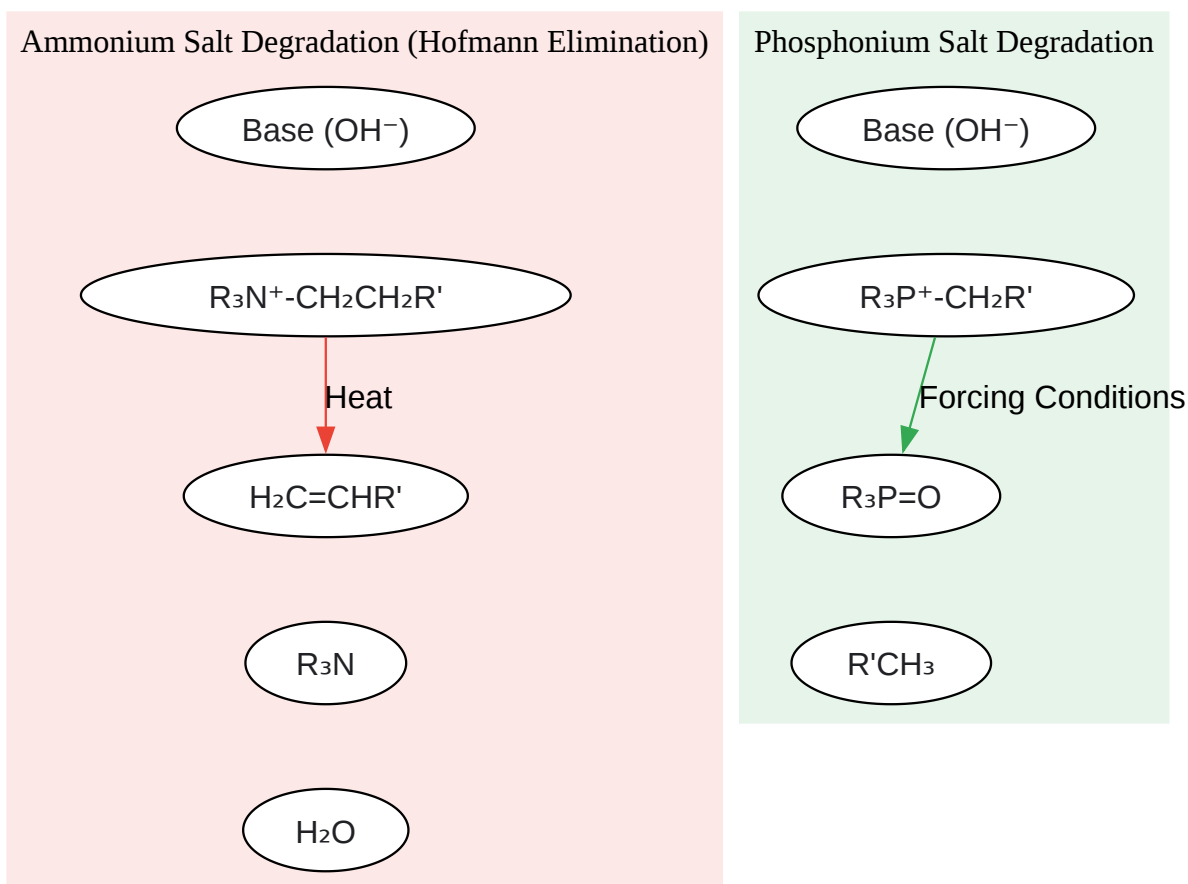 Ammonium Salt Degradation (Hofmann Elimination)
Base (OH⁻)
R₃N⁺-CH₂CH₂R'
Heat
H₂C=CHR'
R₃N
H₂O
Phosphonium Salt Degradation
Base (OH⁻)
R₃P⁺-CH₂R'
Forcing Conditions
R₃P=O
R'CH₃